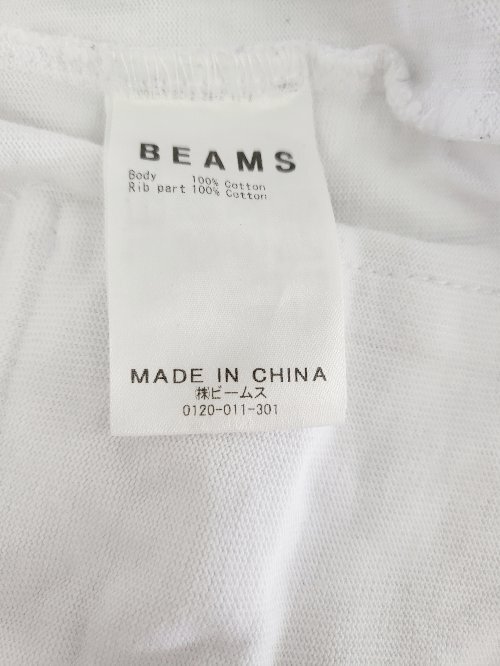 BEAMS
Body 100% Cotton
Rib part 100% Cotton
MADE IN CHINA
㈱ビームス
0120-011-301